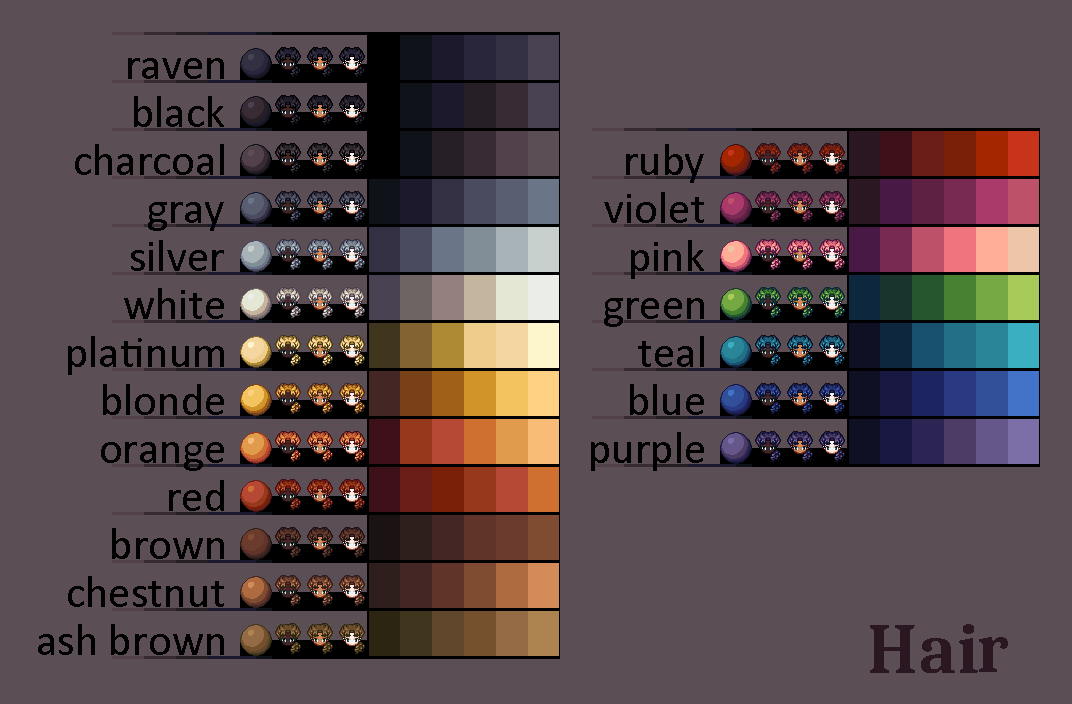 raven
black
charcoal
gray
silver
white
platinum
blonde
orange
red
brown
chestnut
ash brown
ruby
violet
pink
green
teal
blue
purple
Hair